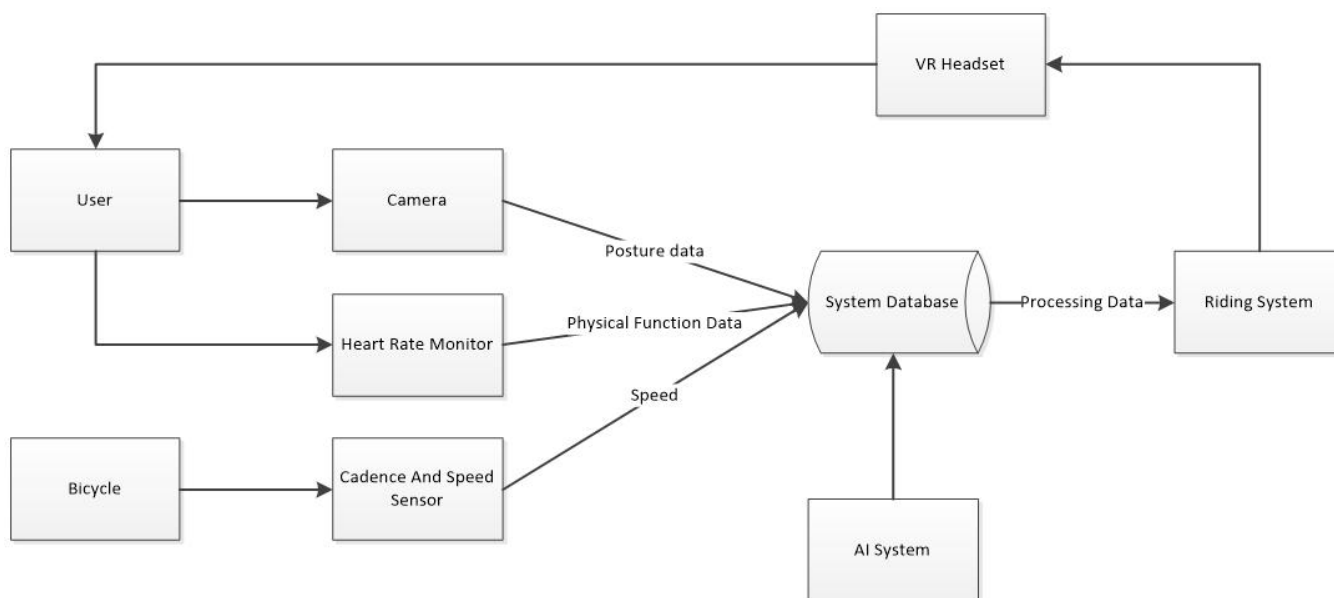 VR Headset
User
Camera
Posture data
System Database
Processing Data
Riding System
Physical Function Data
Heart Rate Monitor
Speed
Bicycle
Cadence And Speed
Sensor
AI System